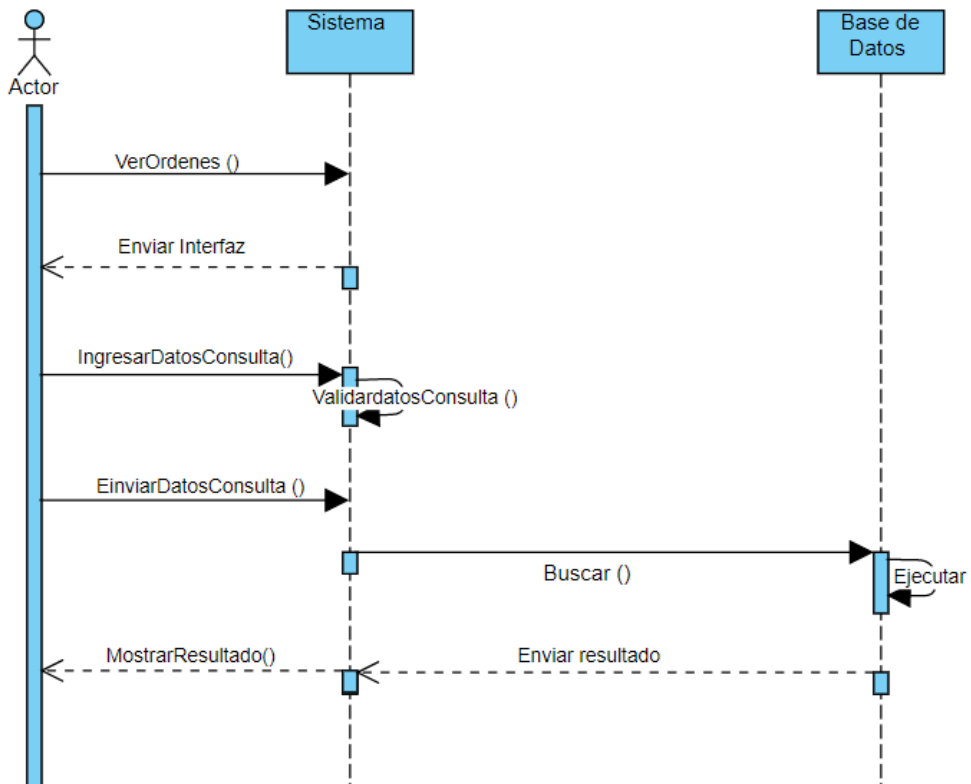 Sistema
Base de
Datos
Actor
VerOrdenes ()
Enviar Interfaz
IngresarDatosConsulta()
ValidardatosConsulta ()
EinviarDatosConsulta ()
Buscar ()
Ejecutar
MostrarResultado()
Enviar resultado